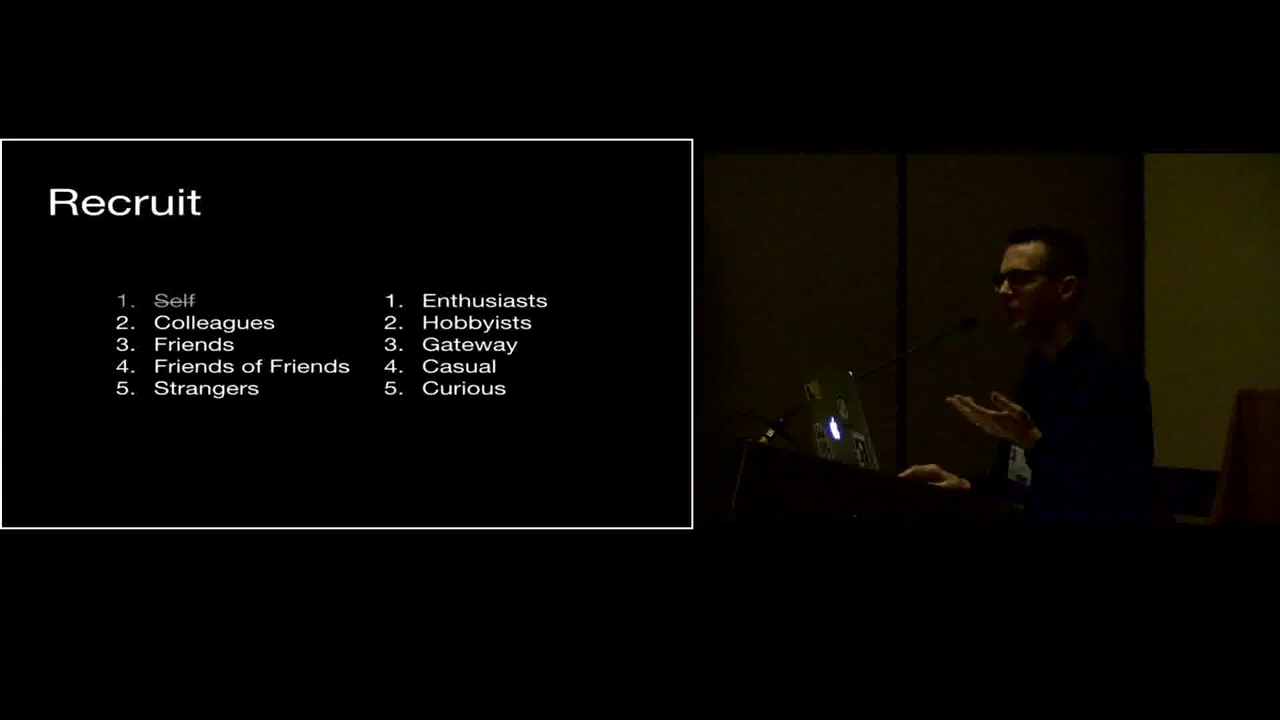 Recruit
1. Self
2. Colleagues
3. Friends
4. Friends of Friends
5. Strangers
1. Enthusiasts
2. Hobbyists
3. Gateway
4. Casual
5. Curious